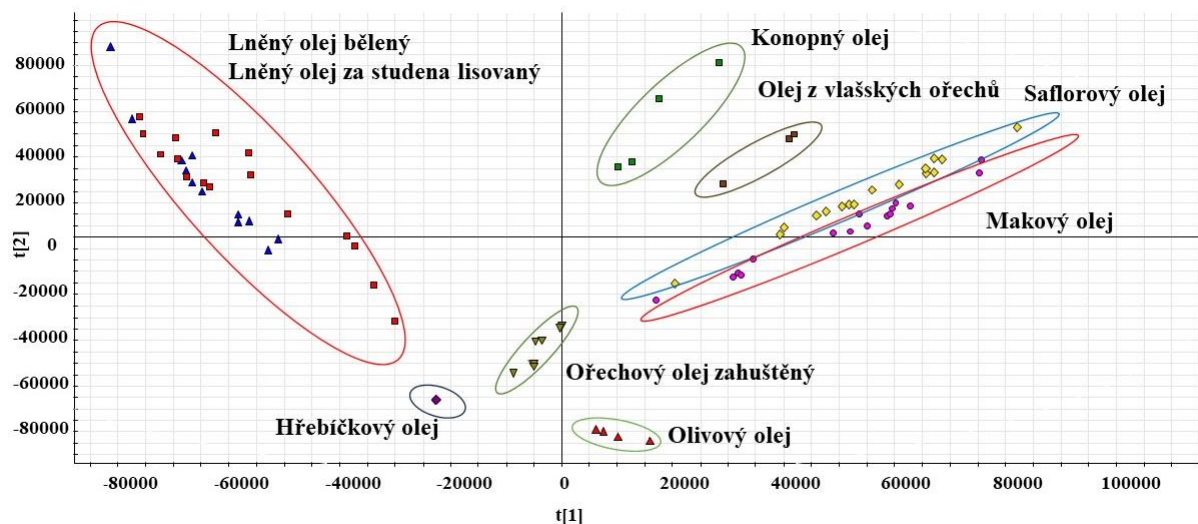 Lněný olej bělený
Lněný olej za studena lisovaný
Konopný olej
Olej z vlašských ořechů
Saflorový olej
Makový olej
Ořechový olej zahuštěný
Hřebíčkový olej
Olivový olej
t[2]
80000
60000
40000
20000
0
-20000
-40000
-60000
-80000
-80000 -60000 -40000 -20000 0 20000 40000 60000 80000 100000
t[1]